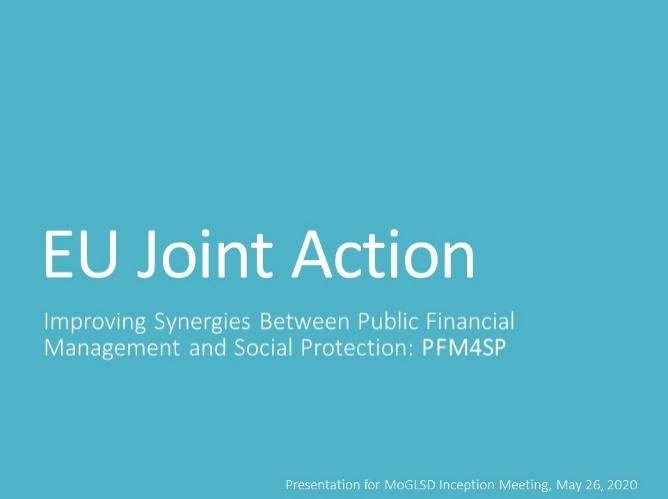 EU Joint Action
Improving Synergies Between Public Financial
Management and Social Protection: PFM4SP
Presentation for MoGLSD Inception Meeting, May 26, 2020